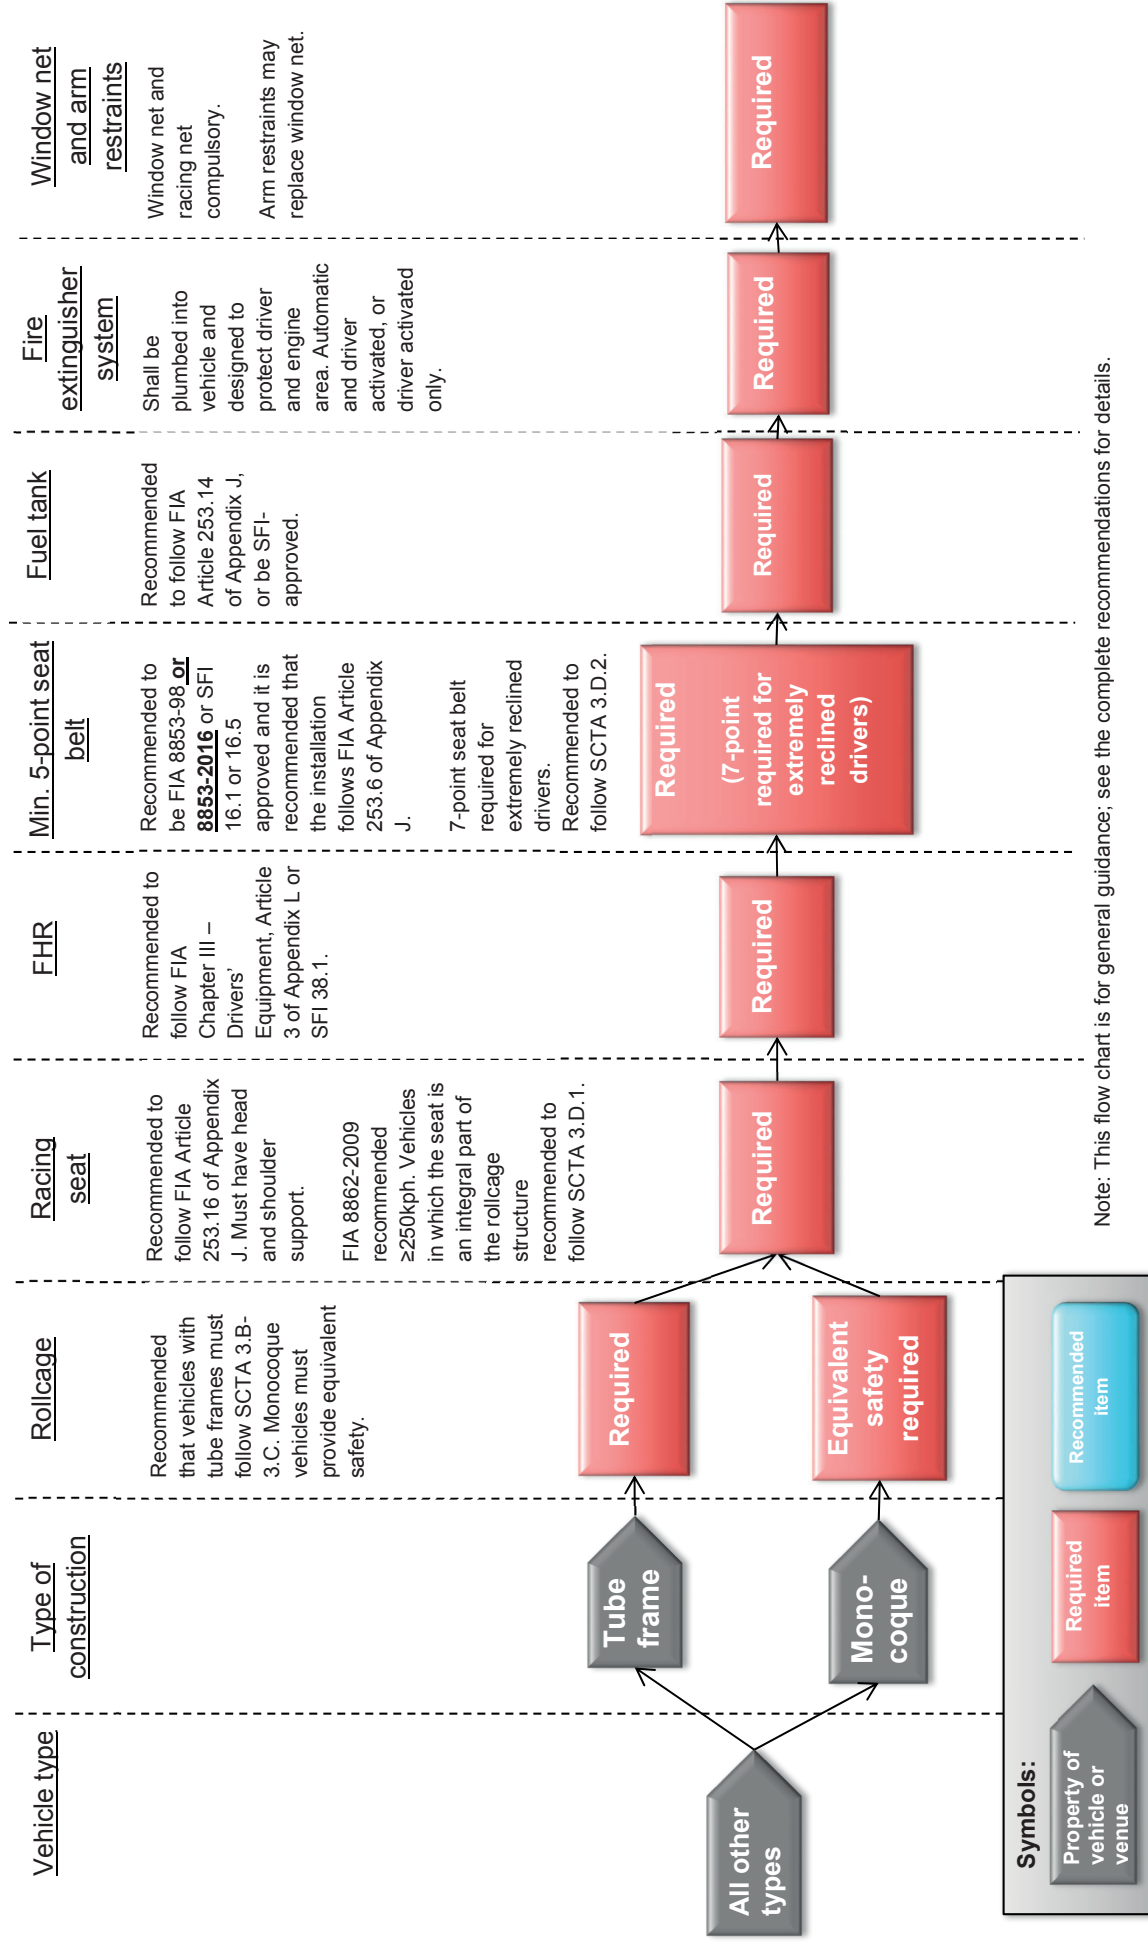 Vehicle type
Type of
construction
Rollcage
Recommended
that vehicles with
tube frames must
follow SCTA 3.B-
3.C. Monocoque
vehicles must
provide equivalent
safety.
Racing
seat
Recommended to
follow FIA Article
253.16 of Appendix
J. Must have head
and shoulder
support.
FIA 8862-2009
recommended
≥250kph. Vehicles
in which the seat is
an integral part of
the rollcage
structure
recommended to
follow SCTA 3.D.1.
FHR
Recommended to
follow FIA
Chapter III –
Drivers’
Equipment, Article
3 of Appendix L or
SFI 38.1.
Min. 5-point seat
belt
Recommended to
be FIA 8853-98 or
8853-2016 or SFI
16.1 or 16.5
approved and it is
recommended that
the installation
follows FIA Article
253.6 of Appendix
J.
7-point seat belt
required for
extremely reclined
drivers.
Recommended to
follow SCTA 3.D.2.
Fuel tank
Recommended
to follow FIA
Article 253.14
of Appendix J,
or be SFI-
approved.
Fire
extinguisher
system
Shall be
plumbed into
vehicle and
designed to
protect driver
and engine
area. Automatic
and driver
activated, or
driver activated
only.
Window net
and arm
restraints
Window net and
racing net
compulsory.
Arm restraints may
replace window net.
All other
types
Tube
frame
Mono-
coque
Required
Equivalent
safety
required
Required
Required
Required
(7-point
required for
extremely
reclined
drivers)
Required
Required
Required
Symbols:
Property of
vehicle or
venue
Required
item
Recommended
item
Note: This flow chart is for general guidance; see the complete recommendations for details.